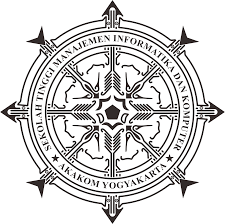 SEKOLAH TINGGI MANAJEMEN INFORMATIKA DAN KOMPUTER
AKAKOM YOGYAKARTA